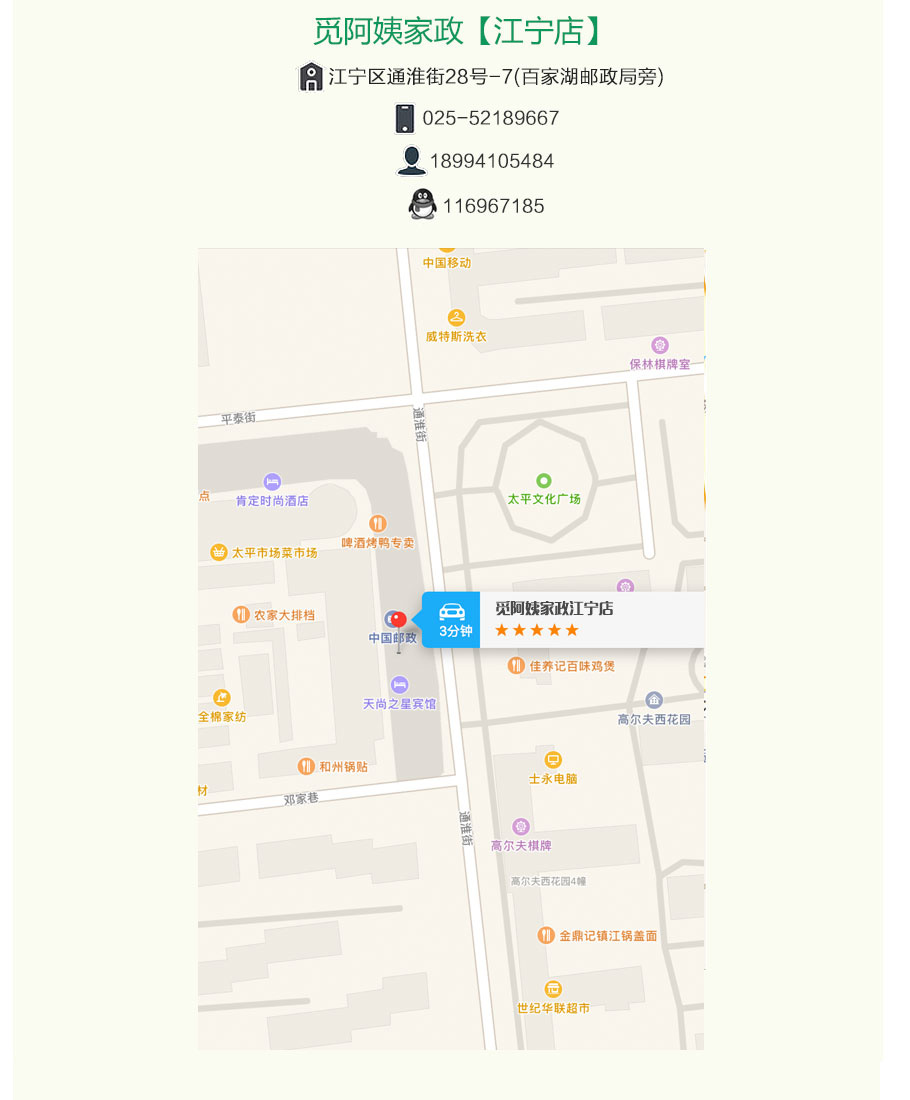 觅阿姨家政【江宁店】
江宁区通淮街28号-7(百家湖邮政局旁)
025-52189667
18994105484
116967185
中国移动
威特斯洗衣
保林棋牌室
平泰街
通淮街
肯定时尚酒店
点
太平文化广场
啤酒烤鸭专卖
太平市场菜市场
觅阿姨家政江宁店
3分钟
农家大排档
中国邮政
佳养记百味鸡煲
天尚之星宾馆
全棉家纺
高尔夫西花园
和州锅贴
士永电脑
材
邓家巷
通淮街
高尔夫棋牌
高尔夫西花园4幢
金鼎记镇江锅盖面
世纪华联超市